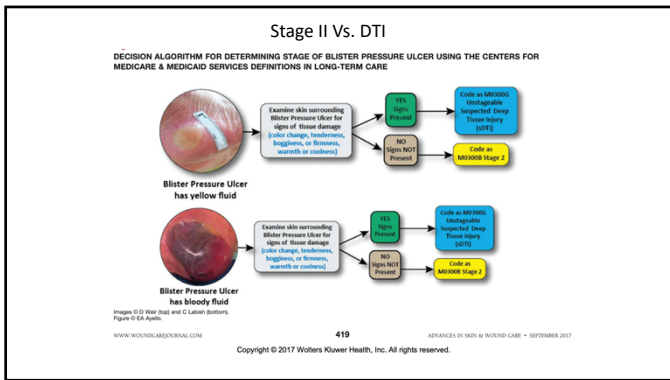 Stage II Vs. DTI
DECISION ALGORITHM FOR DETERMINING STAGE OF BLISTER PRESSURE ULCER USING THE CENTERS FOR
MEDICARE & MEDICAID SERVICES DEFINITIONS IN LONG-TERM CARE
Examine skin surrounding
Blister Pressure Ulcer for
signs of tissue damage
(color change, tenderness,
bogginess, or firmness,
warmth or coolness)
YES
Signs
Present
Code as M0300G
Unstageable
Suspected Deep
Tissue Injury
(sDTI)
NO
Signs NOT
Present
Code as
M0300B Stage 2
Blister Pressure Ulcer
has yellow fluid
Examine skin surrounding
Blister Pressure Ulcer for
signs of tissue damage
(color change, tenderness,
bogginess, or firmness,
warmth or coolness)
YES
Signs
Present
Code as M0300G
Unstageable
Suspected Deep
Tissue Injury
(sDTI)
NO
Signs NOT
Present
Code as
M0300B Stage 2
Blister Pressure Ulcer
has bloody fluid
Images © D Weir (top) and C Labish (bottom).
Figure © EA Ayello.
WWW.WOUNDCAREJOURNAL.COM
419
ADVANCES IN SKIN & WOUND CARE • SEPTEMBER 2017
Copyright © 2017 Wolters Kluwer Health, Inc. All rights reserved.